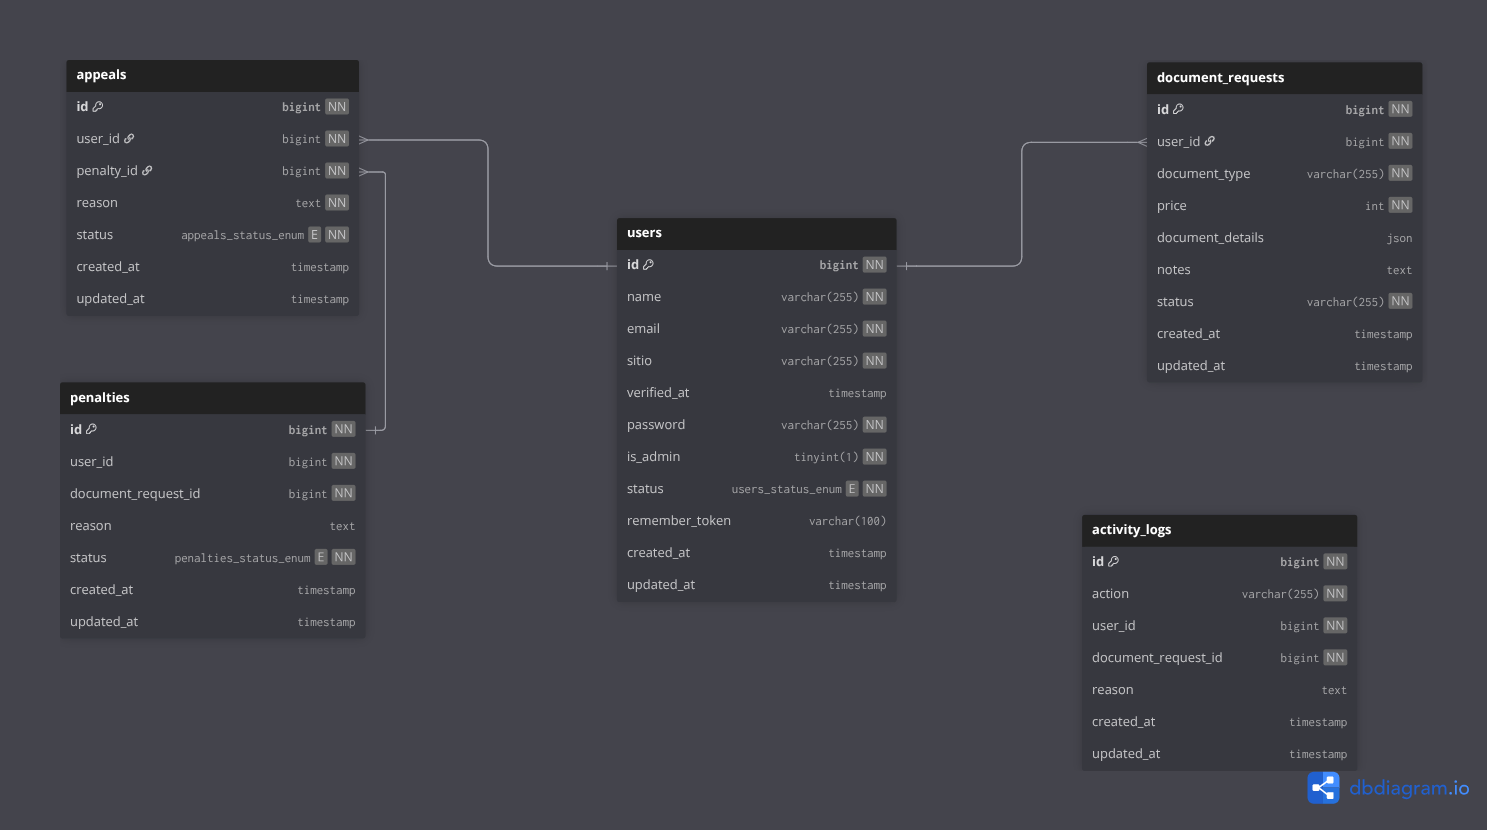 appeals
id bigint NN
user_id bigint NN
penalty_id bigint NN
reason text NN
status appeals_status_enum E NN
created_at timestamp
updated_at timestamp
penalties
id bigint NN
user_id bigint NN
document_request_id bigint NN
reason text
status penalties_status_enum E NN
created_at timestamp
updated_at timestamp
users
id bigint NN
name varchar(255) NN
email varchar(255) NN
sitio varchar(255) NN
verified_at timestamp
password varchar(255) NN
is_admin tinyint(1) NN
status users_status_enum E NN
remember_token varchar(100)
created_at timestamp
updated_at timestamp
document_requests
id bigint NN
user_id bigint NN
document_type varchar(255) NN
price int NN
document_details json
notes text
status varchar(255) NN
created_at timestamp
updated_at timestamp
activity_logs
id bigint NN
action varchar(255) NN
user_id bigint NN
document_request_id bigint NN
reason text
created_at timestamp
updated_at timestamp
dbdiagram.io